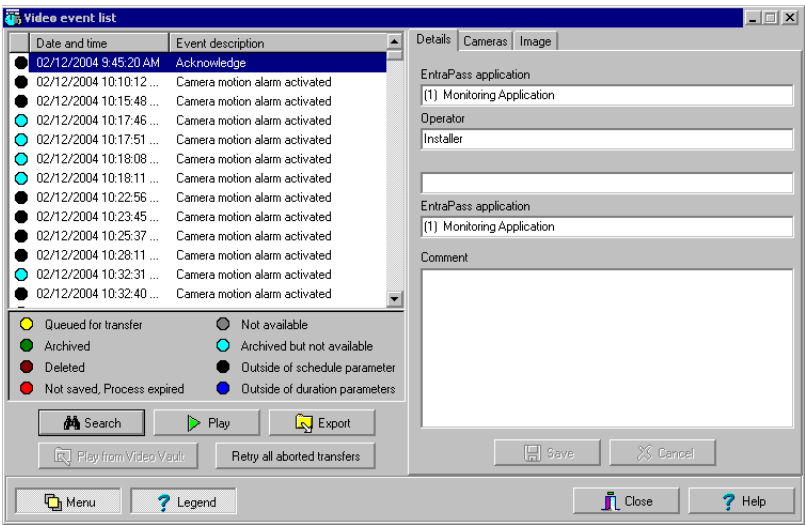 Video event list
Date and time Event description
02/12/2004 9:45:20 AM Acknowledge
02/12/2004 10:10:12 ... Camera motion alarm activated
02/12/2004 10:15:48 ... Camera motion alarm activated
02/12/2004 10:17:46 ... Camera motion alarm activated
02/12/2004 10:17:51 ... Camera motion alarm activated
02/12/2004 10:18:08 ... Camera motion alarm activated
02/12/2004 10:18:11 ... Camera motion alarm activated
02/12/2004 10:22:56 ... Camera motion alarm activated
02/12/2004 10:23:45 ... Camera motion alarm activated
02/12/2004 10:25:37 ... Camera motion alarm activated
02/12/2004 10:28:11 ... Camera motion alarm activated
02/12/2004 10:32:31 ... Camera motion alarm activated
02/12/2004 10:32:40 ... Camera motion alarm activated
Queued for transfer Not available
Archived Archived but not available
Deleted Outside of schedule parameter
Not saved, Process expired Outside of duration parameters
Search Play Export
Play from Video Vault Retry all aborted transfers
Details Cameras Image
EntraPass application
(1) Monitoring Application
Operator
Installer
EntraPass application
(1) Monitoring Application
Comment
Save Cancel
Menu ? Legend Close ? Help